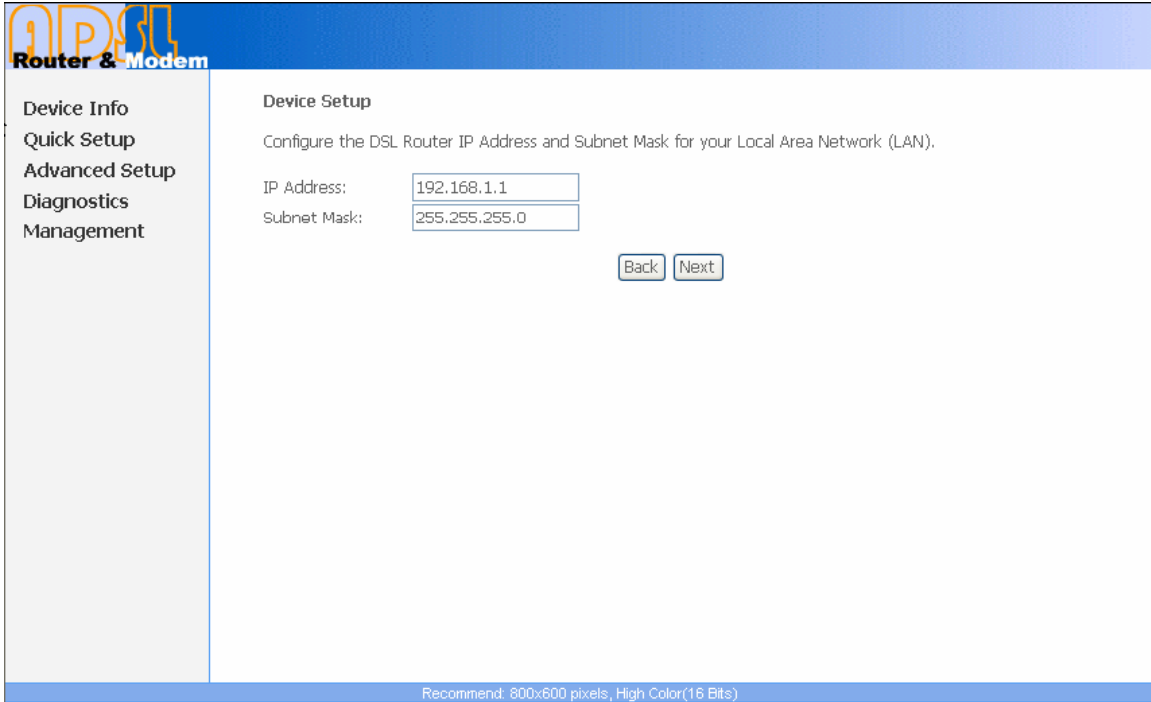 ADSL
Router & Modem
Device Info
Quick Setup
Advanced Setup
Diagnostics
Management
Device Setup
Configure the DSL Router IP Address and Subnet Mask for your Local Area Network (LAN).
IP Address: 192.168.1.1
Subnet Mask: 255.255.255.0
Back Next
Recommend: 800x600 pixels, High Color(16 Bits)